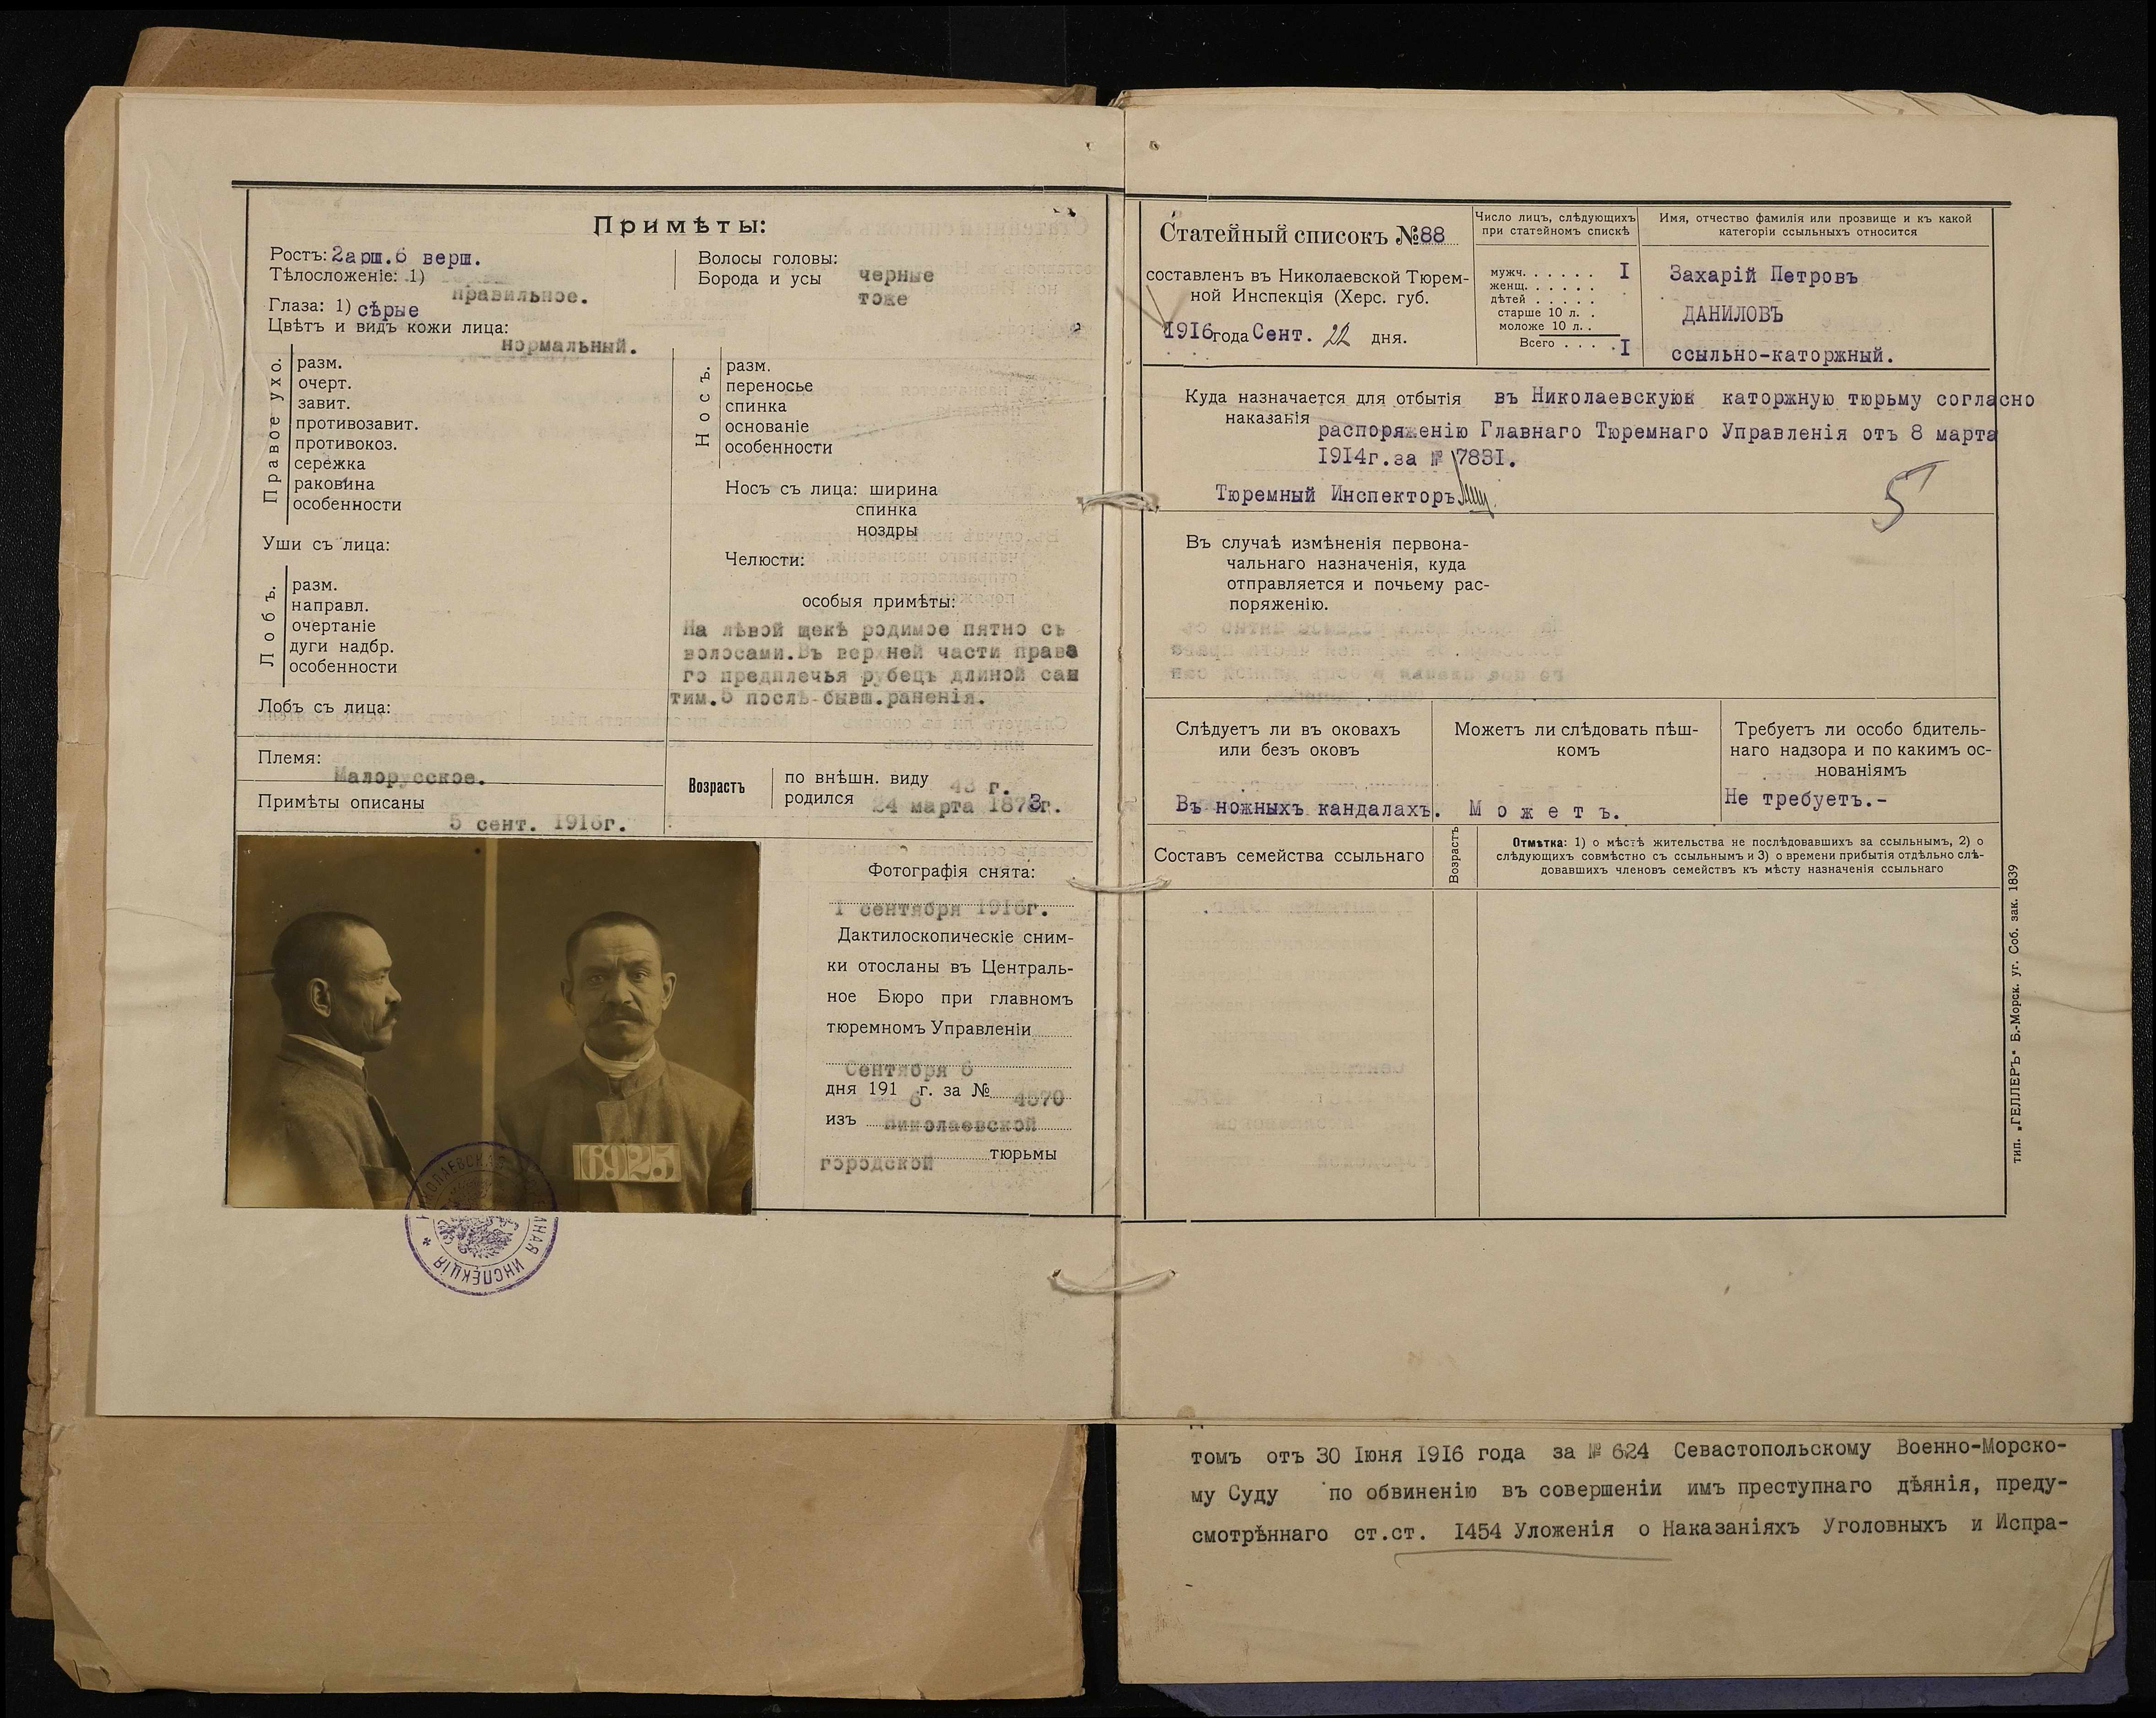 Примѣты:
Ростъ: 2арш.6 верш.
Тѣлосложеніе: 1)
правильное.
Глаза: 1) сѣрые
Цвѣтъ и видъ кожи лица:
нормальный.
Волосы головы:
черные
Борода и усы
тоже
Правое ухо.
разм.
очерт.
завит.
противозавит.
противокоз.
сережка
раковина
особенности
Носъ.
разм.
переносье
спинка
основаніе
особенности
Носъ съ лица: ширина
спинка
ноздры
Уши съ лица:
Челюсти:
Лобъ.
разм.
направл.
очертаніе
дуги надбр.
особенности
Лобъ съ лица:
особыя примѣты:
На лѣвой щекѣ родимое пятно съ
волосами.Въ верхней части права
го предплечья рубецъ длиной сан
тим.5 послѣ бывш.раненія.
Племя:
Малорусское.
Примѣты описаны
5 сент. 1916г.
Возрастъ
по внѣшн. виду 43 г.
родился 24 марта 1873г.
Фотографія снята:
1 сентября 1916г.
Дактилоскопическіе сним-
ки отосланы въ Централь-
ное Бюро при главномъ
тюремномъ Управленіи
Сентября 6
дня 1916 г. за № 4570
изъ Николаевской
городской тюрьмы
16925
НИКОЛАЕВСКАЯ ТЮРЕМНАЯ ИНСПЕКЦІЯ *
Статейный списокъ №88
составленъ въ Николаевской Тюрем-
ной Инспекція (Херс. губ.
1916 года Сент. 22 дня.
Число лицъ, слѣдующихъ
при статейномъ спискѣ
мужч. . . . . . I
женщ. . . . . .
дѣтей . . . . .
старше 10 л. .
моложе 10 л. .
Всего . . . . I
Имя, отчество фамилія или прозвище и къ какой
категоріи ссыльныхъ относится
Захарій Петровъ
ДАНИЛОВЪ
ссыльно-каторжный.
Куда назначается для отбытія
наказанія
въ Николаевскую каторжную тюрьму согласно
распоряженію Главнаго Тюремнаго Управленія отъ 8 марта
1914г.за № 7831.
Тюремный Инспекторъ
5
Въ случаѣ измѣненія первона-
чальнаго назначенія, куда
отправляется и почьему рас-
поряженію.
Слѣдуетъ ли въ оковахъ
или безъ оковъ
Въ ножныхъ кандалахъ.
Можетъ ли слѣдовать пѣш-
комъ
Можетъ.
Требуетъ ли особо бдитель-
наго надзора и по какимъ ос-
нованіямъ
Не требуетъ.-
Составъ семейства ссыльнаго
Возрастъ
Отмѣтка: 1) о мѣстѣ жительства не послѣдовавшихъ за ссыльнымъ, 2) о
слѣдующихъ совмѣстно съ ссыльнымъ и 3) о времени прибытія отдѣльно слѣ-
довавшихъ членовъ семействъ къ мѣсту назначенія ссыльнаго
тип. „ГЕЛЛЕРЪ“ Б.-Морск. уг. Соб. зак. 1839
томъ отъ 30 Іюня 1916 года за № 624 Севастопольскому Военно-Морско-
му Суду по обвиненію въ совершеніи имъ преступнаго дѣянія, преду-
смотрѣннаго ст.ст. 1454 Уложенія о Наказаніяхъ Уголовныхъ и Испра-